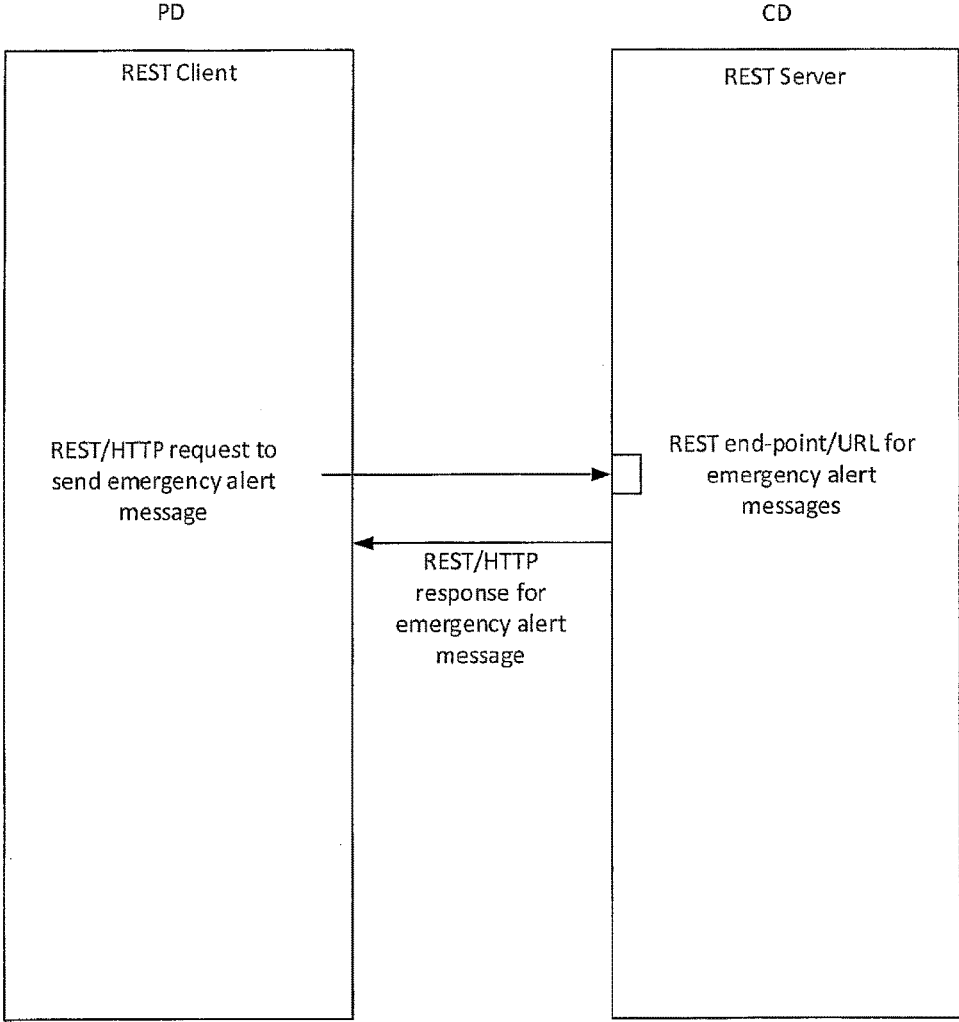 PD
CD
REST Client
REST Server
REST/HTTP request to
send emergency alert
message
REST end-point/URL for
emergency alert
messages
REST/HTTP
response for
emergency alert
message